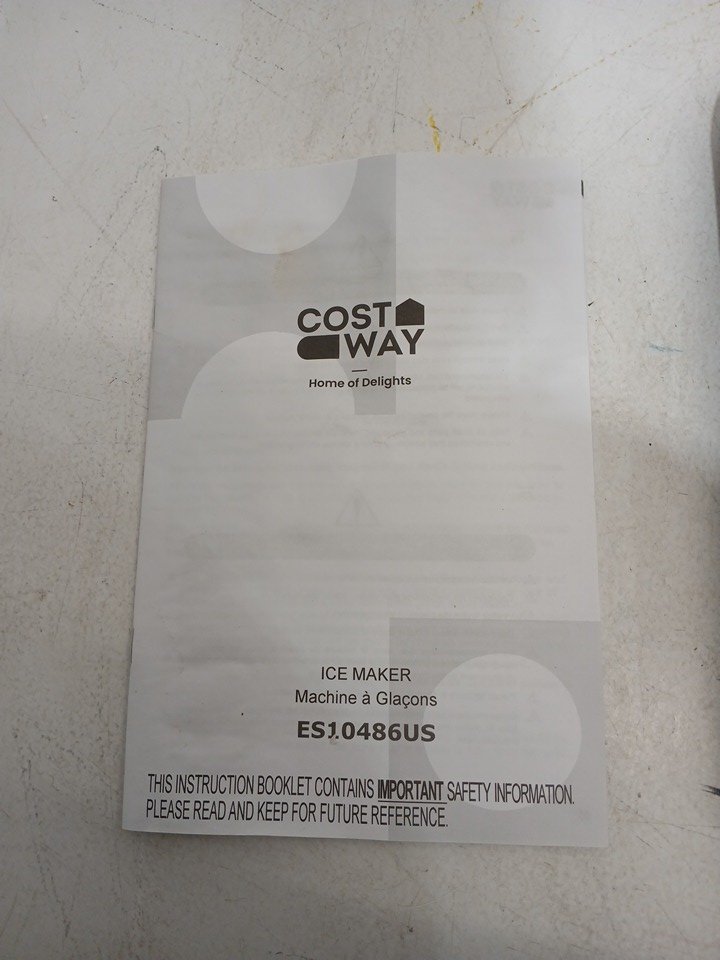 COST
WAY
Home of Delights
ICE MAKER
Machine à Glaçons
ES10486US
THIS INSTRUCTION BOOKLET CONTAINS IMPORTANT SAFETY INFORMATION.
PLEASE READ AND KEEP FOR FUTURE REFERENCE.